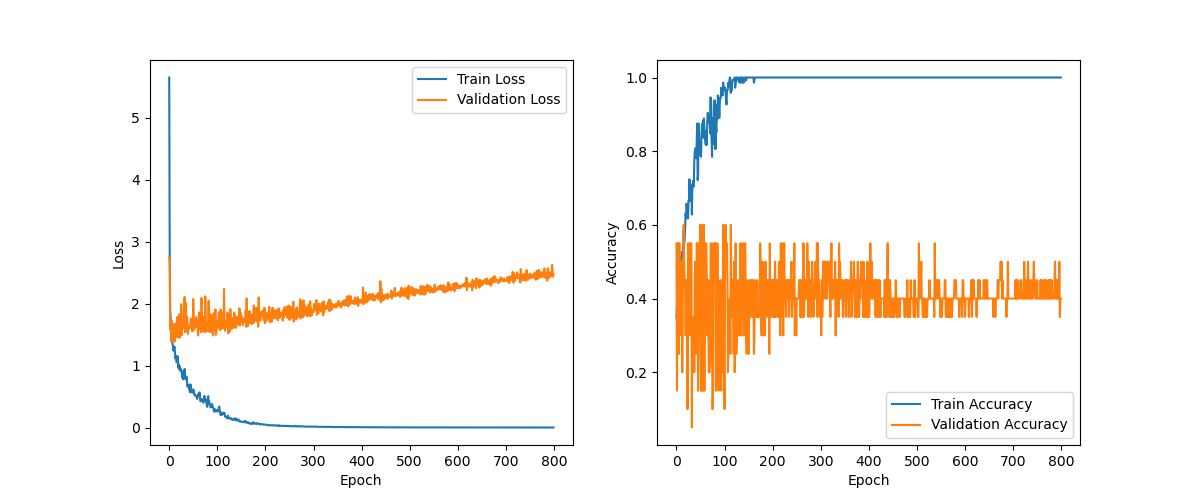 Train Loss
Validation Loss
5
4
3
2
1
0
Loss
0 100 200 300 400 500 600 700 800
Epoch
1.0
0.8
0.6
0.4
0.2
Accuracy
Train Accuracy
Validation Accuracy
0 100 200 300 400 500 600 700 800
Epoch